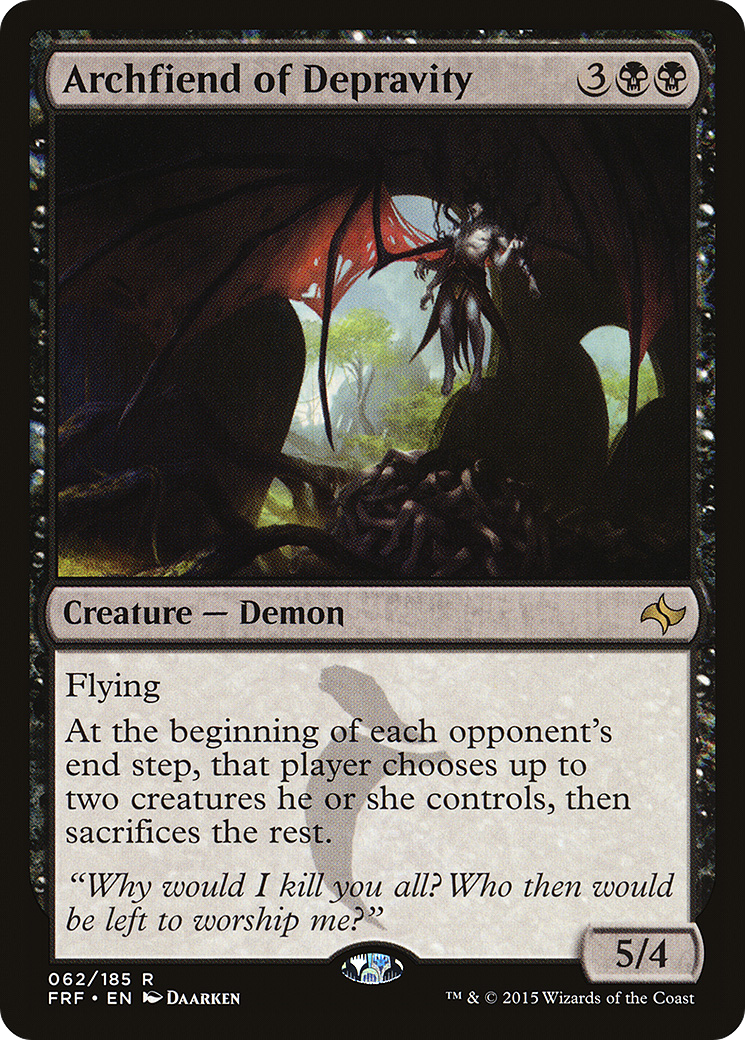 Archfiend of Depravity 3
Creature — Demon
Flying
At the beginning of each opponent's
end step, that player chooses up to
two creatures he or she controls, then
sacrifices the rest.
“Why would I kill you all? Who then would
be left to worship me?”
5/4
062/185 R
FRF • EN DAARKEN
™ & © 2015 Wizards of the Coast